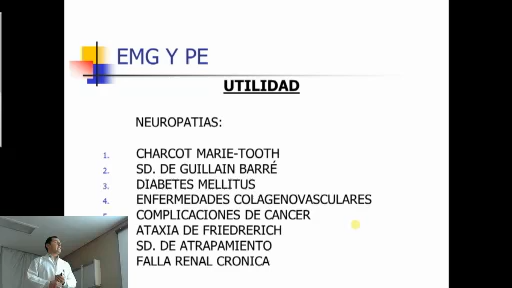 EMG Y PE
UTILIDAD
NEUROPATIAS:
1. CHARCOT MARIE-TOOTH
2. SD. DE GUILLAIN BARRÉ
3. DIABETES MELLITUS
4. ENFERMEDADES COLAGENOVASCULARES
COMPLICACIONES DE CANCER
ATAXIA DE FRIEDRERICH
SD. DE ATRAPAMIENTO
FALLA RENAL CRONICA